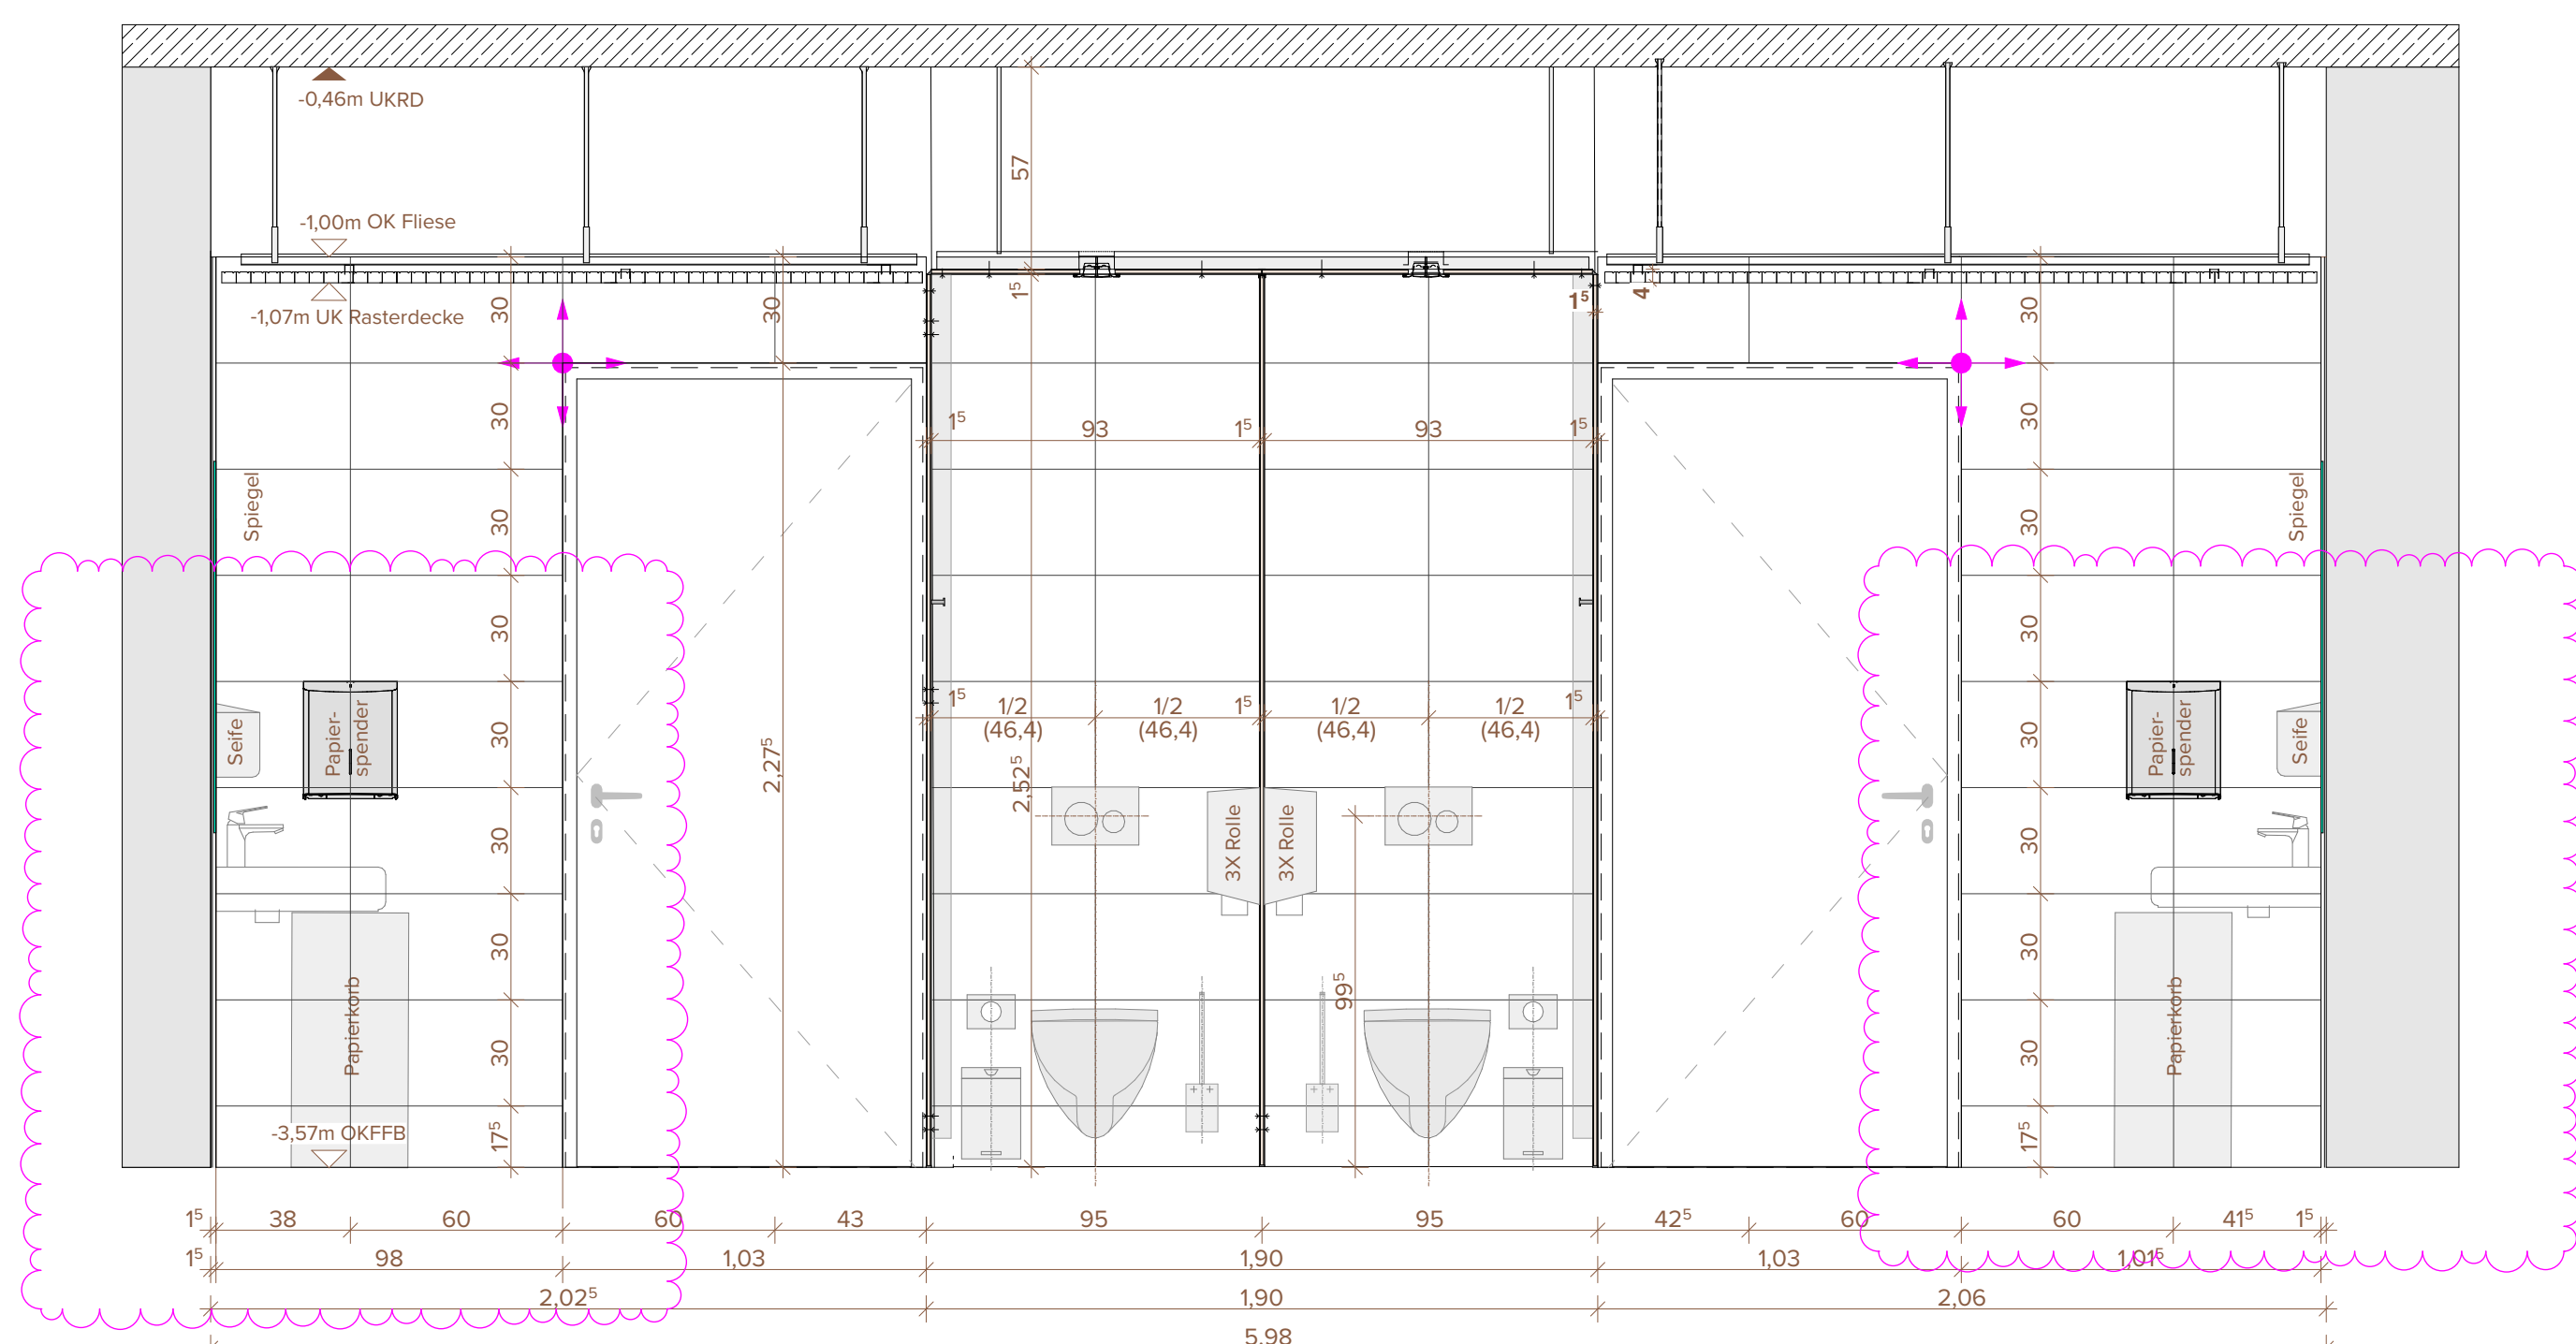 -0,46m UKRD
57
-1,00m OK Fliese
-1,07m UK Rasterdecke
30
30
1⁵
1⁵
4
30
30
1⁵
93
1⁵
93
1⁵
30
Spiegel
30
30
Spiegel
30
30
1⁵
1/2
(46,4)
1/2
(46,4)
1⁵
1/2
(46,4)
1/2
(46,4)
1⁵
30
Seife
Papier-
spender
30
2,27⁵
2,52⁵
30
Papier-
spender
Seife
30
3X Rolle
3X Rolle
30
30
99⁵
30
Papierkorb
30
30
Papierkorb
-3,57m OKFFB
17⁵
17⁵
1⁵ 38 60 60 43 95 95 42⁵ 60 60 41⁵ 1⁵
1⁵ 98 1,03 1,90 1,03 1,01⁵
2,02⁵ 1,90 2,06
5,98